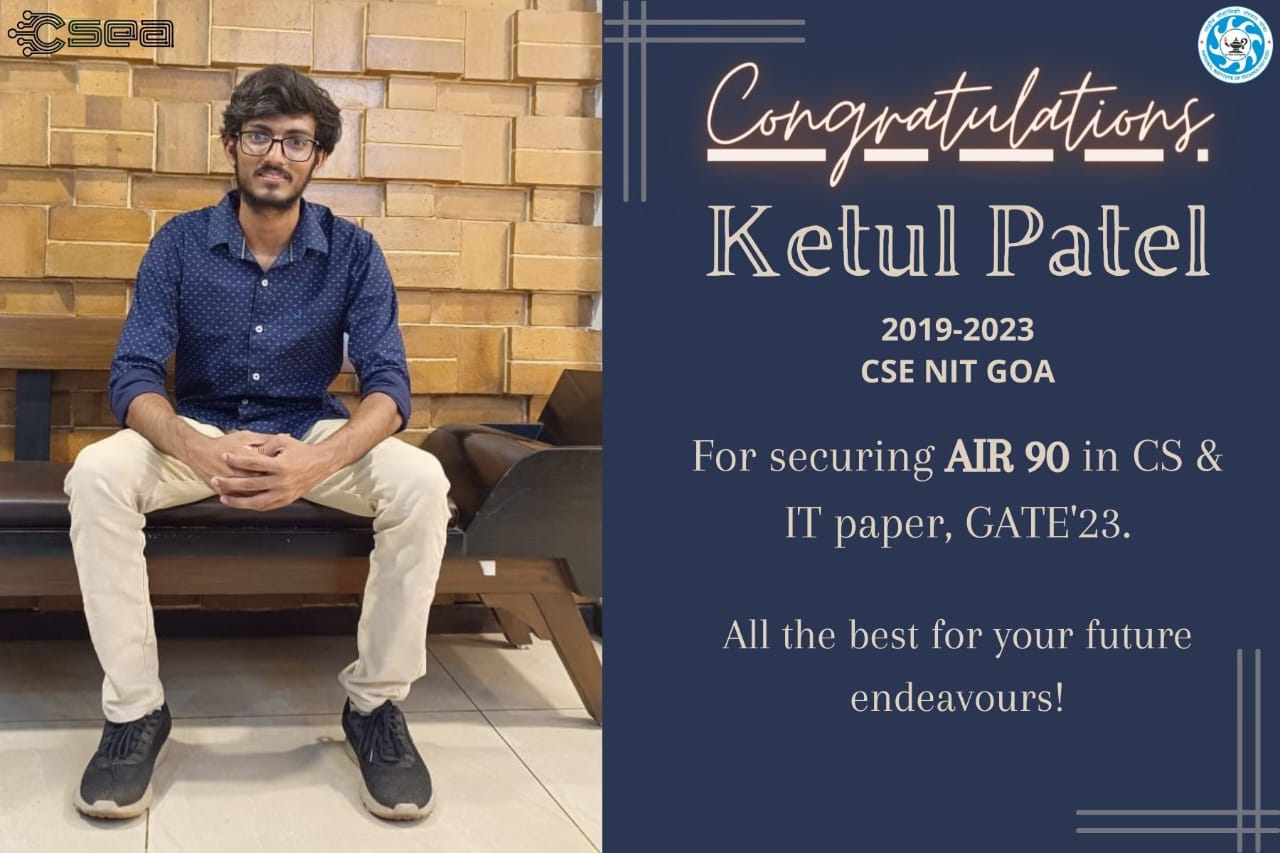 Csea
Congratulations.
Ketul Patel
2019-2023
CSE NIT GOA
For securing AIR 90 in CS &
IT paper, GATE'23.
All the best for your future
endeavours!